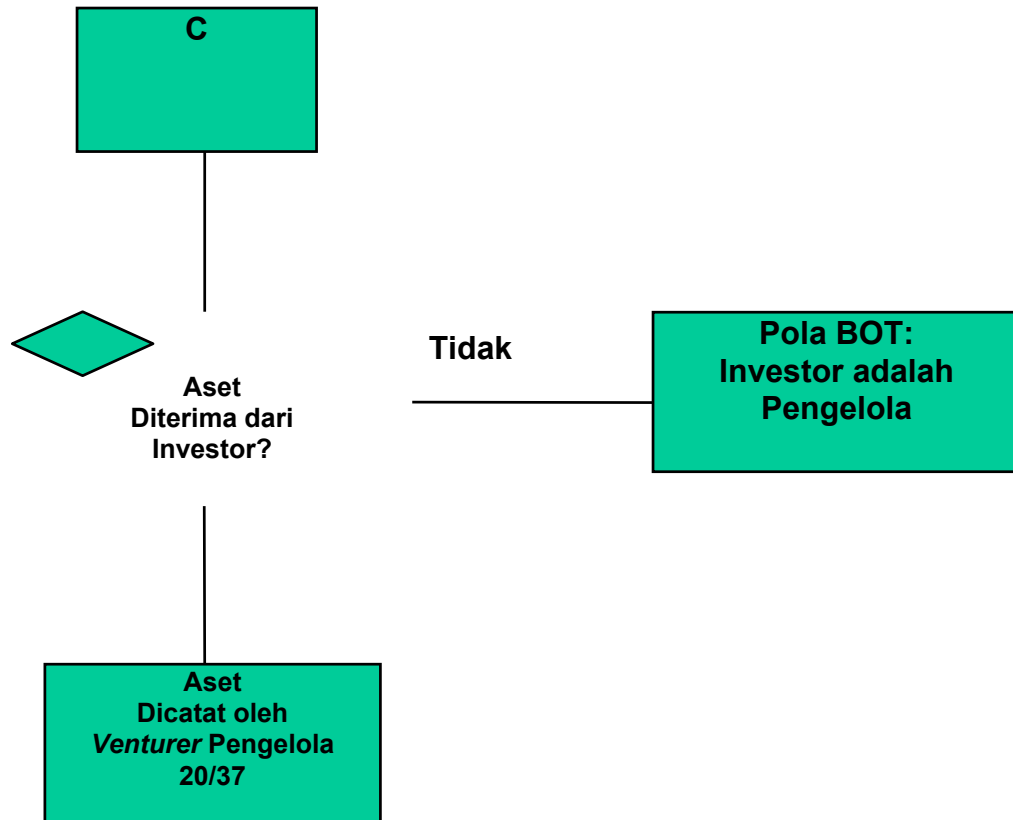 C
Tidak
Pola BOT:
Investor adalah
Pengelola
Aset
Diterima dari
Investor?
Aset
Dicatat oleh
Venturer Pengelola
20/37